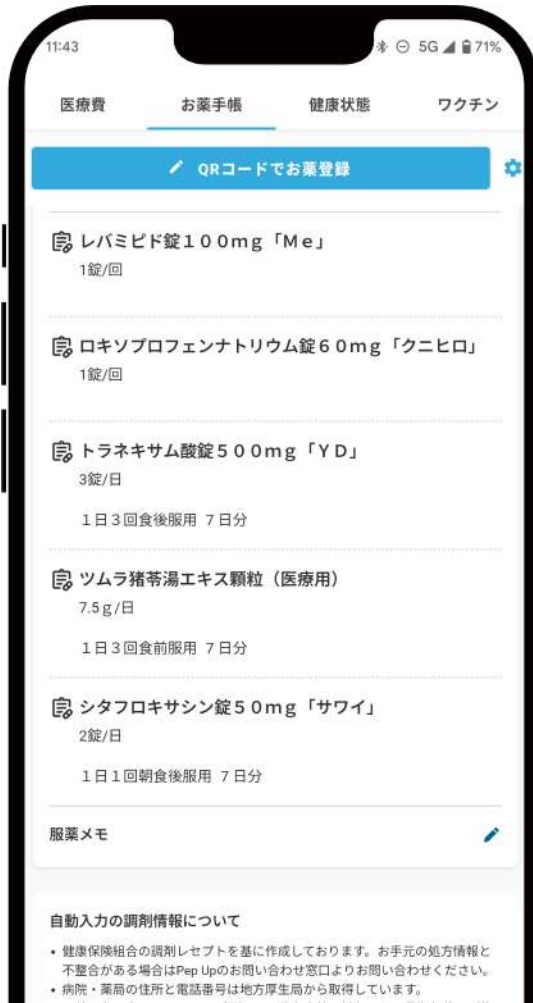 11:43 5G 71%
医療費 お薬手帳 健康状態 ワクチン
QRコードでお薬登録
レバミピド錠１００ｍｇ「Ｍｅ」
1錠/回
ロキソプロフェンナトリウム錠６０ｍｇ「クニヒロ」
1錠/回
トラネキサム酸錠５００ｍｇ「ＹＤ」
3錠/日
１日３回食後服用 ７日分
ツムラ猪苓湯エキス顆粒（医療用）
7.5ｇ/日
１日３回食前服用 ７日分
シタフロキサシン錠５０ｍｇ「サワイ」
2錠/日
１日１回朝食後服用 ７日分
服薬メモ
自動入力の調剤情報について
• 健康保険組合の調剤レセプトを基に作成しております。お手元の処方情報と
不整合がある場合はPep Upのお問い合わせ窓口よりお問い合わせください。
• 病院・薬局の住所と電話番号は地方厚生局から取得しています。